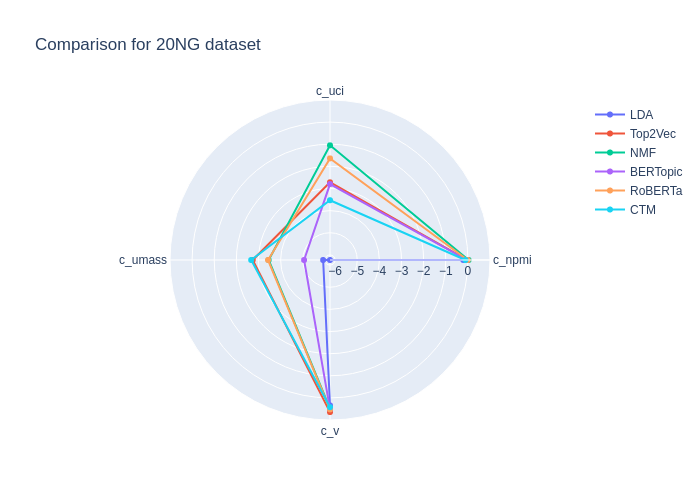 Comparison for 20NG dataset
c_uci
c_umass
c_npmi
c_v
−6 −5 −4 −3 −2 −1 0
LDA
Top2Vec
NMF
BERTopic
RoBERTa
CTM